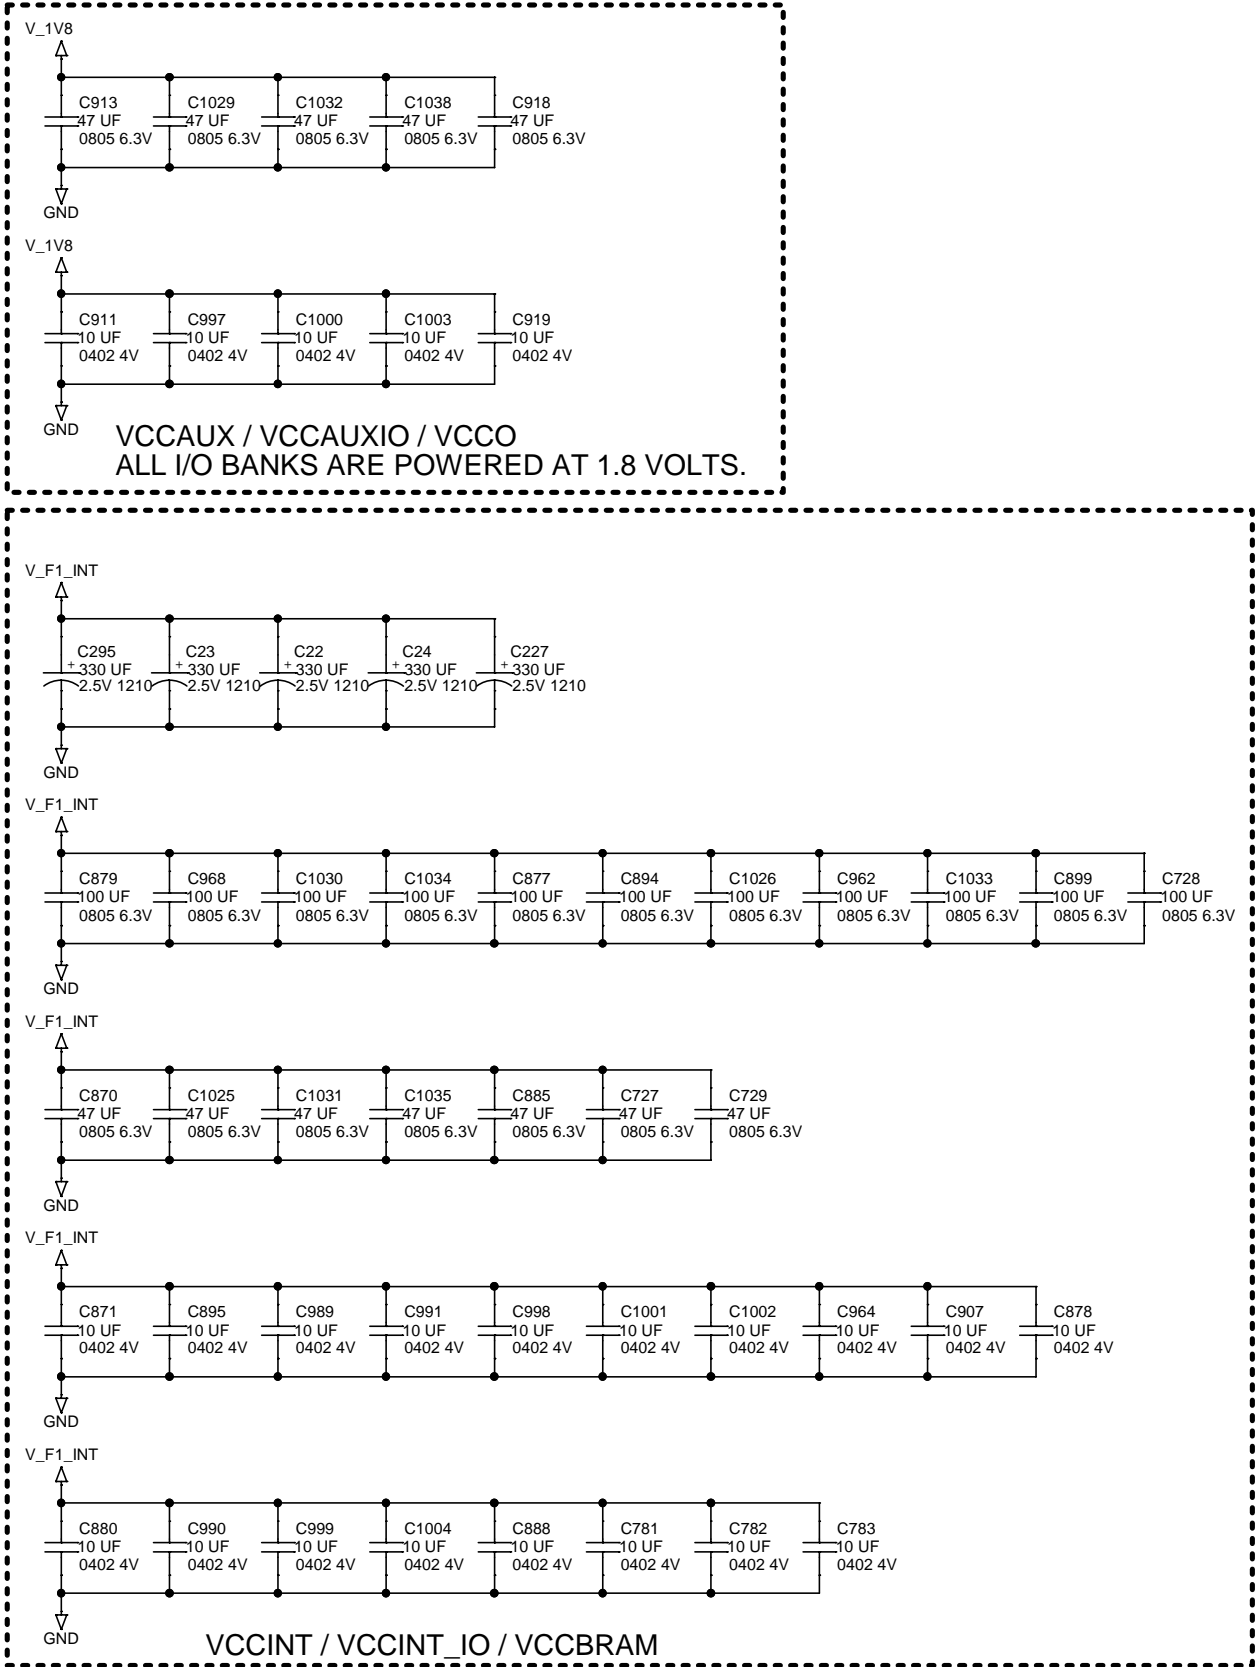 V_1V8
C913 C1029 C1032 C1038 C918
47 UF 47 UF 47 UF 47 UF 47 UF
0805 6.3V 0805 6.3V 0805 6.3V 0805 6.3V 0805 6.3V
GND
V_1V8
C911 C997 C1000 C1003 C919
10 UF 10 UF 10 UF 10 UF 10 UF
0402 4V 0402 4V 0402 4V 0402 4V 0402 4V
GND
VCCAUX / VCCAUXIO / VCCO
ALL I/O BANKS ARE POWERED AT 1.8 VOLTS.
V_F1_INT
C295 C23 C22 C24 C227
+ 330 UF + 330 UF + 330 UF + 330 UF + 330 UF
2.5V 1210 2.5V 1210 2.5V 1210 2.5V 1210 2.5V 1210
GND
V_F1_INT
C879 C968 C1030 C1034 C877 C894 C1026 C962 C1033 C899 C728
100 UF 100 UF 100 UF 100 UF 100 UF 100 UF 100 UF 100 UF 100 UF 100 UF 100 UF
0805 6.3V 0805 6.3V 0805 6.3V 0805 6.3V 0805 6.3V 0805 6.3V 0805 6.3V 0805 6.3V 0805 6.3V 0805 6.3V 0805 6.3V
GND
V_F1_INT
C870 C1025 C1031 C1035 C885 C727 C729
47 UF 47 UF 47 UF 47 UF 47 UF 47 UF 47 UF
0805 6.3V 0805 6.3V 0805 6.3V 0805 6.3V 0805 6.3V 0805 6.3V 0805 6.3V
GND
V_F1_INT
C871 C895 C989 C991 C998 C1001 C1002 C964 C907 C878
10 UF 10 UF 10 UF 10 UF 10 UF 10 UF 10 UF 10 UF 10 UF 10 UF
0402 4V 0402 4V 0402 4V 0402 4V 0402 4V 0402 4V 0402 4V 0402 4V 0402 4V 0402 4V
GND
V_F1_INT
C880 C990 C999 C1004 C888 C781 C782 C783
10 UF 10 UF 10 UF 10 UF 10 UF 10 UF 10 UF 10 UF
0402 4V 0402 4V 0402 4V 0402 4V 0402 4V 0402 4V 0402 4V 0402 4V
GND
VCCINT / VCCINT_IO / VCCBRAM